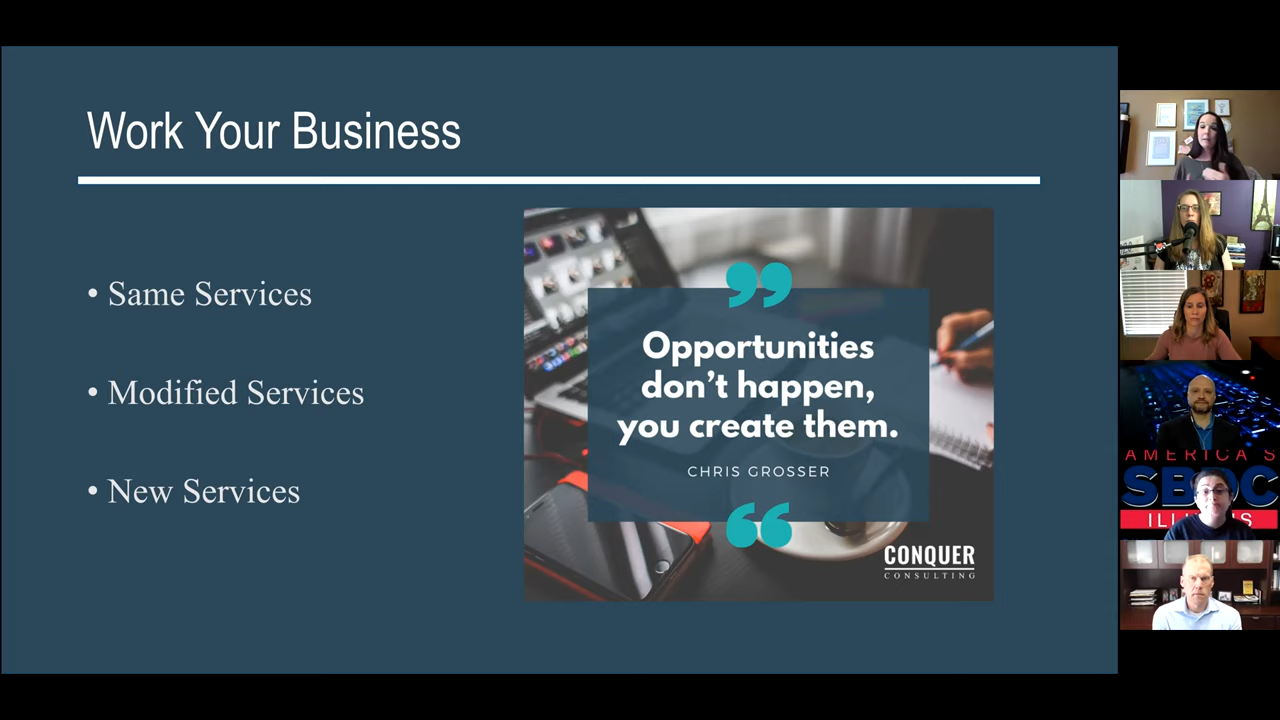 Work Your Business
• Same Services
• Modified Services
• New Services
”
Opportunities
don’t happen,
you create them.
CHRIS GROSSER
“
CONQUER
CONSULTING
AMERICA'S
SBDC
ILLINOIS